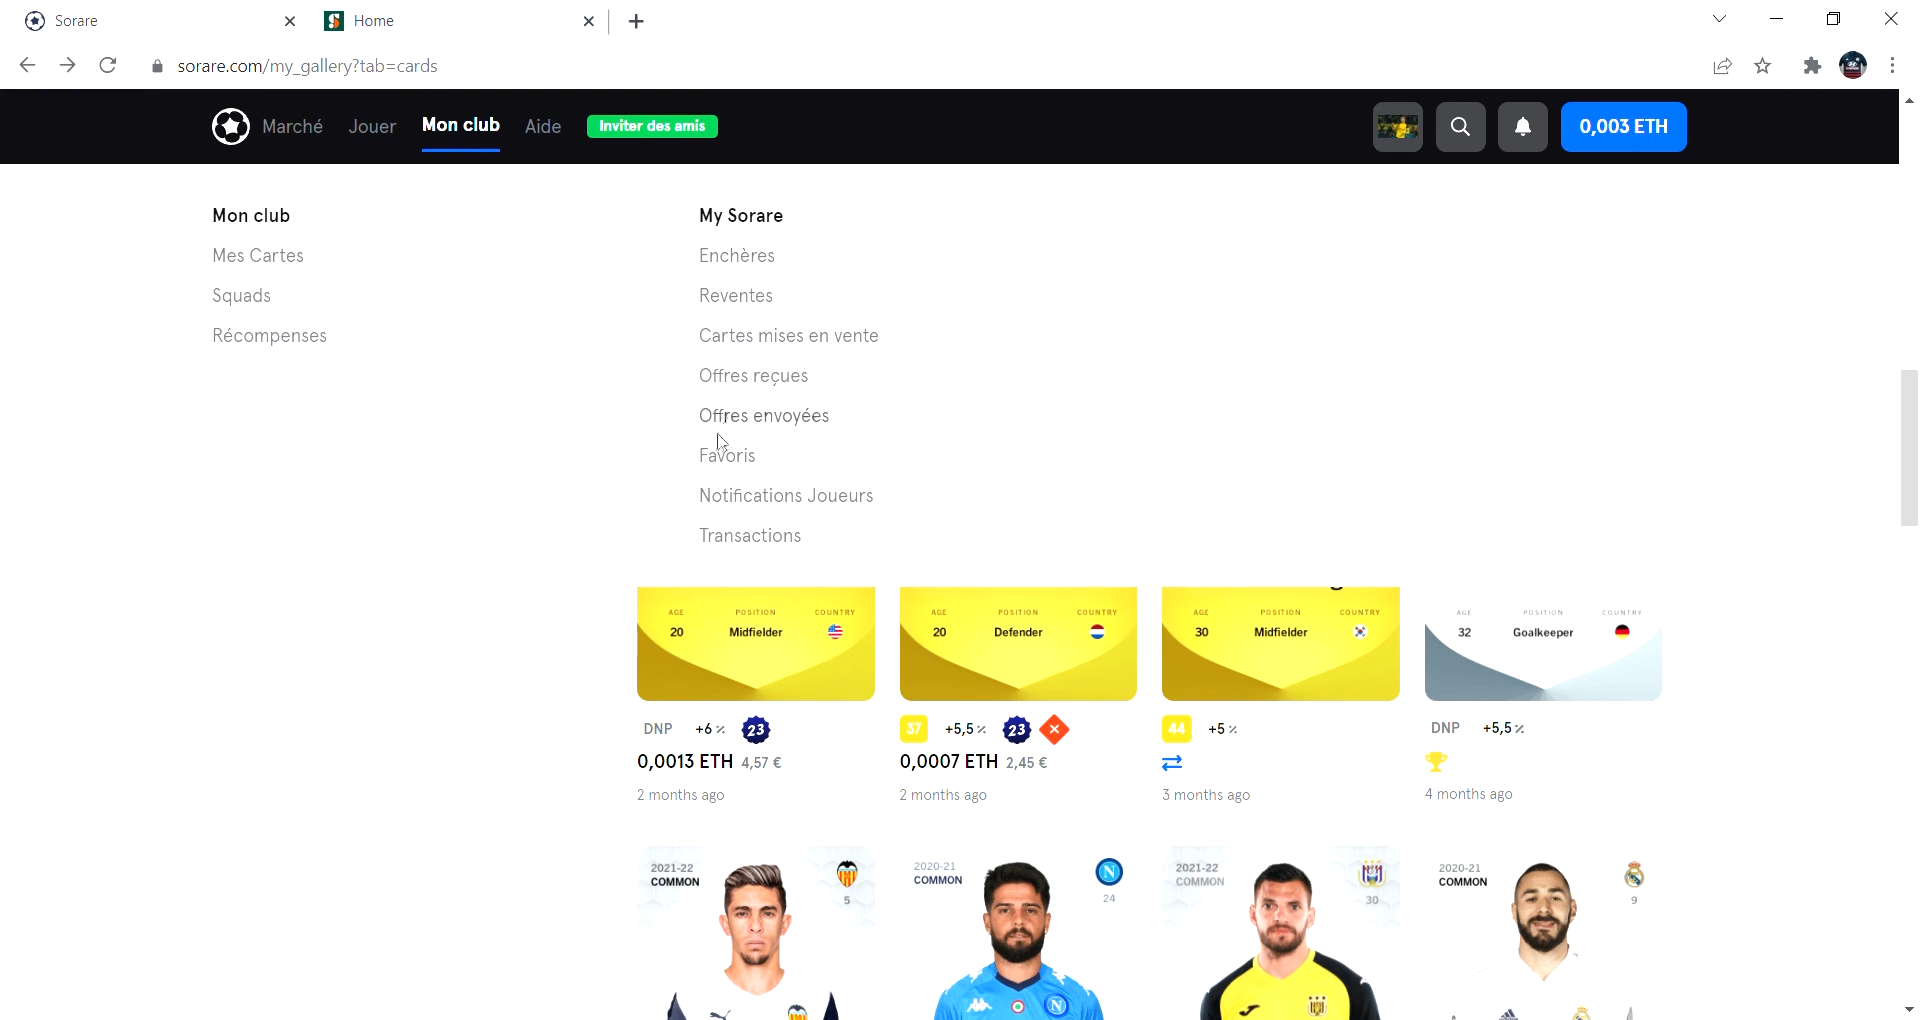 Sorare
Home
sorare.com/my_gallery?tab=cards
Marché Jouer Mon club Aide Inviter des amis
0,003 ETH
Mon club
Mes Cartes
Squads
Récompenses
My Sorare
Enchères
Reventes
Cartes mises en vente
Offres reçues
Offres envoyées
Favoris
Notifications Joueurs
Transactions
AGE POSITION COUNTRY
20 Midfielder
DNP +6 % 23
0,0013 ETH 4,57 €
2 months ago
AGE POSITION COUNTRY
20 Defender
37 +5,5 % 23
0,0007 ETH 2,45 €
2 months ago
AGE POSITION COUNTRY
30 Midfielder
44 +5 %
3 months ago
AGE POSITION COUNTRY
32 Goalkeeper
DNP +5,5 %
4 months ago
2021-22
COMMON
5
2020-21
COMMON
N
24
N
2021-22
COMMON
30
2020-21
COMMON
9